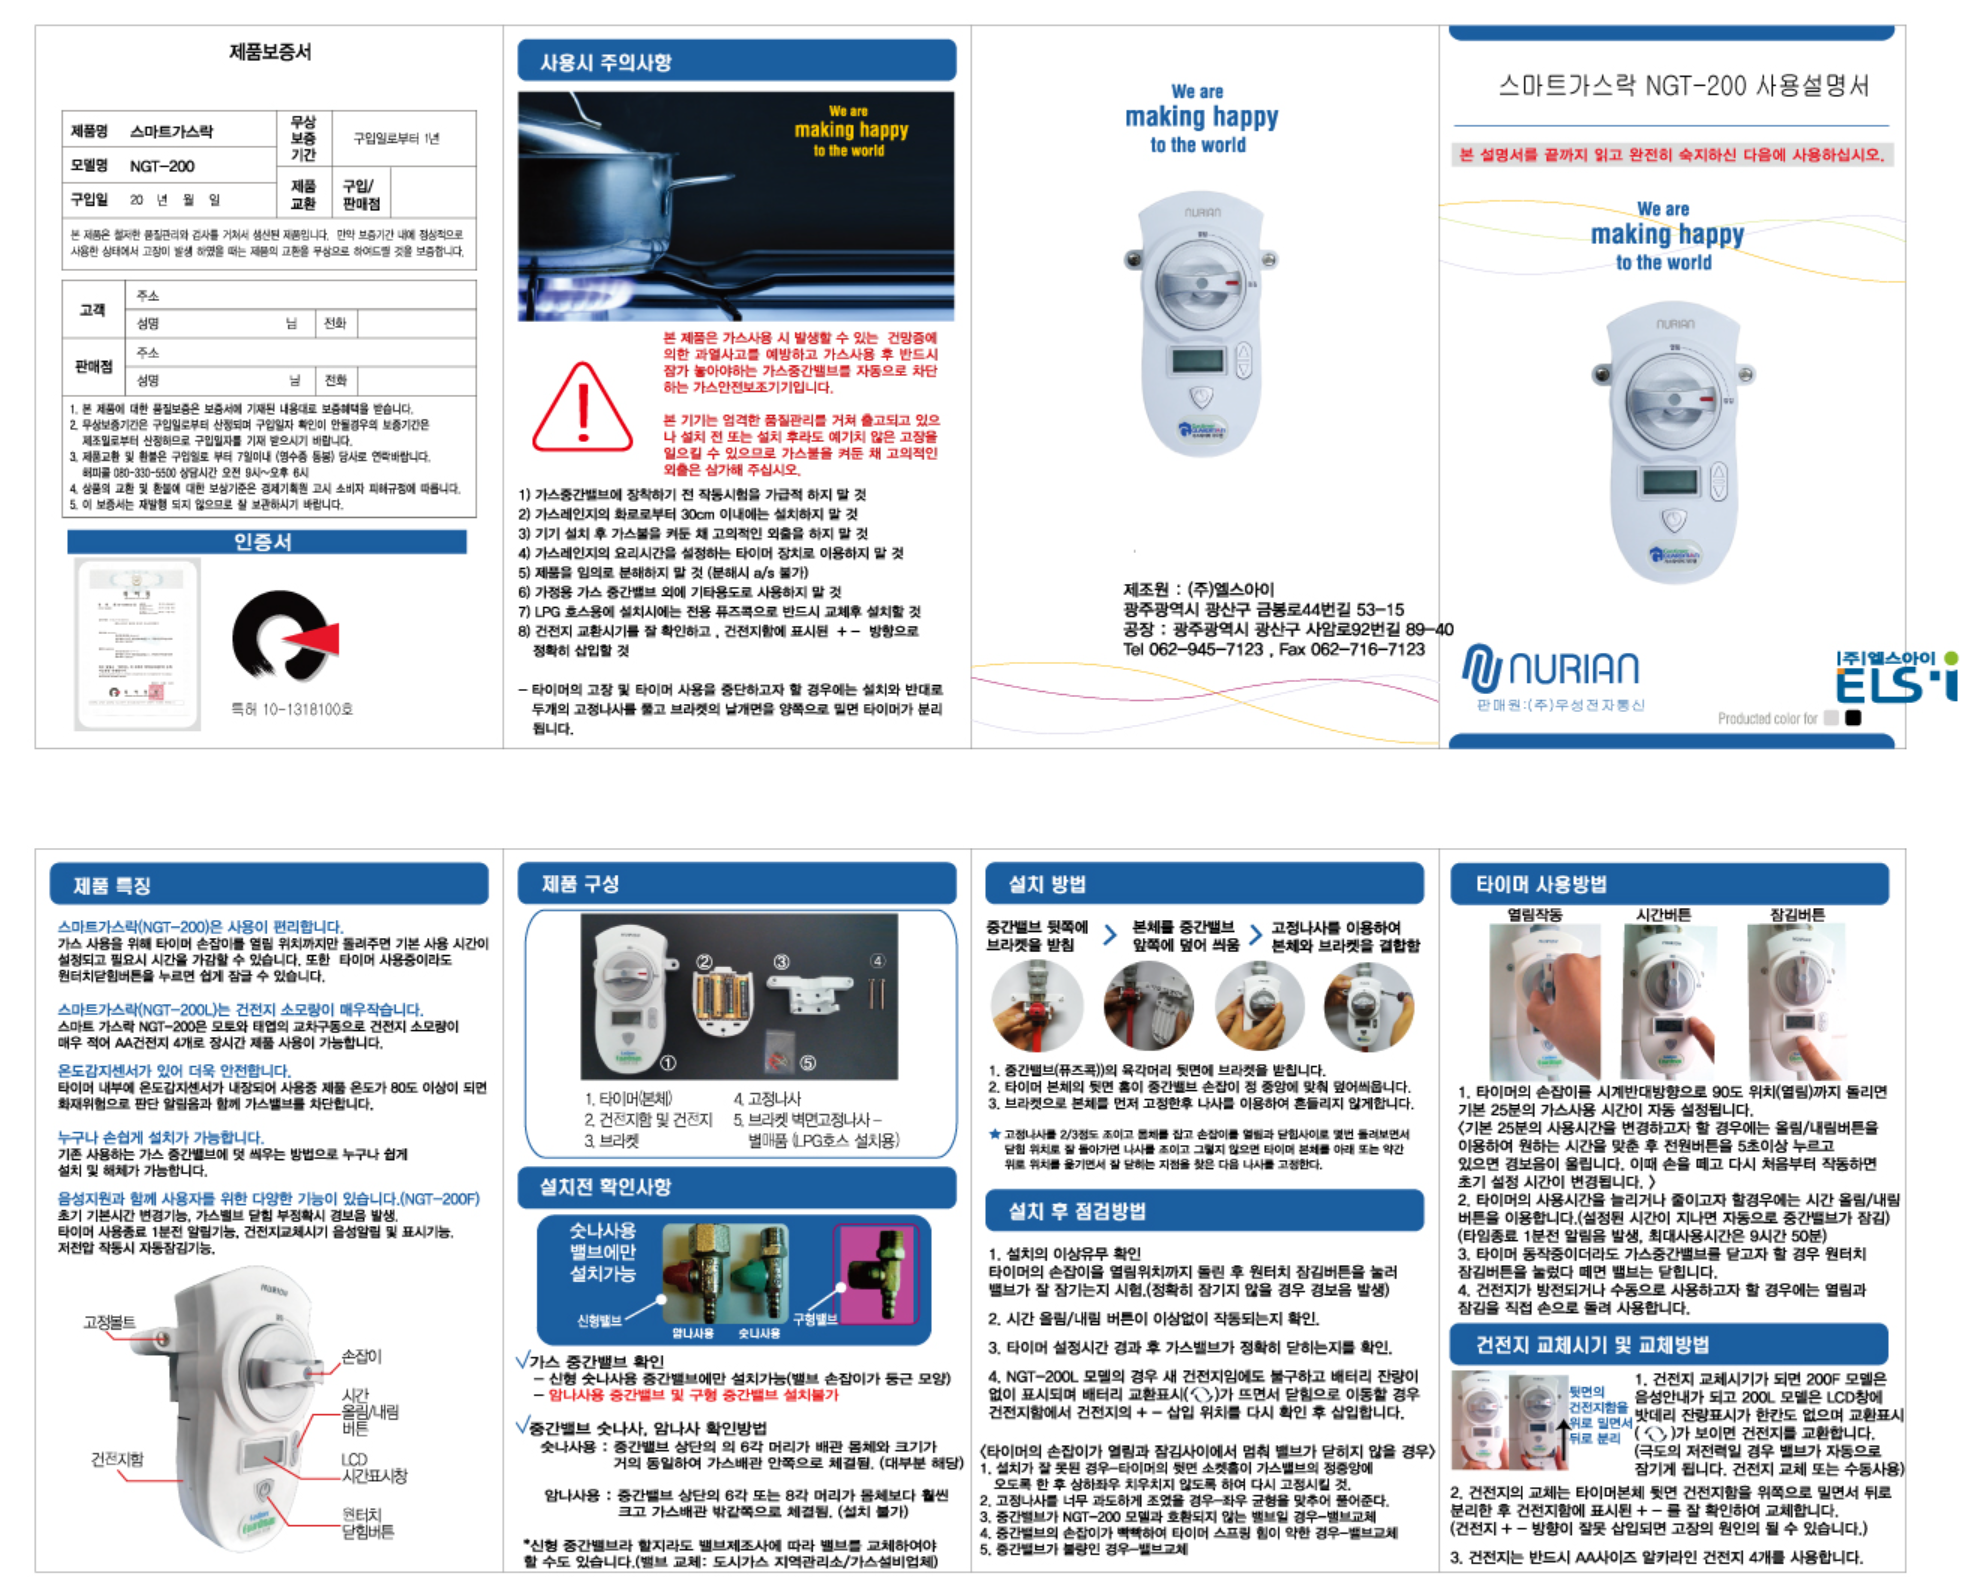 제품보증서
제품명 스마트가스락
무상
보증
기간
구입일로부터 1년
모델명 NGT-200
구입일 20 년 월 일
제품
교환
구입/
판매점
본 제품은 철저한 품질관리와 검사를 거쳐서 생산된 제품입니다. 만약 보증기간 내에 정상적으로
사용한 상태에서 고장이 발생 하였을 때는 제품의 교환을 무상으로 하여드릴 것을 보증합니다.
고객
주소
성명 님 전화
판매점
주소
성명 님 전화
1. 본 제품에 대한 품질보증은 보증서에 기재된 내용대로 보증혜택을 받습니다.
2. 무상보증기간은 구입일로부터 산정되며 구입일자 확인이 안될경우의 보증기간은
제조일로부터 산정하므로 구입일자를 기재 받으시기 바랍니다.
3. 제품교환 및 환불은 구입일로 부터 7일이내 (영수증 동봉) 당사로 연락바랍니다.
해피콜 080-330-5500 상담시간 오전 9시~오후 6시
4. 상품의 교환 및 환불에 대한 보상기준은 경제기획원 고시 소비자 피해규정에 따릅니다.
5. 이 보증서는 재발행 되지 않으므로 잘 보관하시기 바랍니다.
인증서
특허 10-1318100호
사용시 주의사항
We are
making happy
to the world
본 제품은 가스사용 시 발생할 수 있는 건망증에
의한 과열사고를 예방하고 가스사용 후 반드시
잠가 놓아야하는 가스중간밸브를 자동으로 차단
하는 가스안전보조기기입니다.
본 기기는 엄격한 품질관리를 거쳐 출고되고 있으
나 설치 전 또는 설치 후라도 예기치 않은 고장을
일으킬 수 있으므로 가스불을 켜둔 채 고의적인
외출은 삼가해 주십시오.
1) 가스중간밸브에 장착하기 전 작동시험을 가급적 하지 말 것
2) 가스레인지의 화로로부터 30cm 이내에는 설치하지 말 것
3) 기기 설치 후 가스불을 켜둔 채 고의적인 외출을 하지 말 것
4) 가스레인지의 요리시간을 설정하는 타이머 장치로 이용하지 말 것
5) 제품을 임의로 분해하지 말 것 (분해시 a/s 불가)
6) 가정용 가스 중간밸브 외에 기타용도로 사용하지 말 것
7) LPG 호스용에 설치시에는 전용 퓨즈콕으로 반드시 교체후 설치할 것
8) 건전지 교환시기를 잘 확인하고 , 건전지함에 표시된 + - 방향으로
정확히 삽입할 것
- 타이머의 고장 및 타이머 사용을 중단하고자 할 경우에는 설치와 반대로
두개의 고정나사를 풀고 브라켓의 날개면을 양쪽으로 밀면 타이머가 분리
됩니다.
We are
making happy
to the world
NURIAN
제조원 : (주)엘스아이
광주광역시 광산구 금봉로44번길 53-15
공장 : 광주광역시 광산구 사암로92번길 89-40
Tel 062-945-7123 , Fax 062-716-7123
스마트가스락 NGT-200 사용설명서
본 설명서를 끝까지 읽고 완전히 숙지하신 다음에 사용하십시오.
We are
making happy
to the world
NURIAN
NURIAN
판매원:(주)우성전자통신
(주)엘스아이
ELS·i
Producted color for
제품 특징
스마트가스락(NGT-200)은 사용이 편리합니다.
가스 사용을 위해 타이머 손잡이를 열림 위치까지만 돌려주면 기본 사용 시간이
설정되고 필요시 시간을 가감할 수 있습니다. 또한 타이머 사용중이라도
원터치닫힘버튼을 누르면 쉽게 잠글 수 있습니다.
스마트가스락(NGT-200L)는 건전지 소모량이 매우작습니다.
스마트 가스락 NGT-200은 모토와 태엽의 교차구동으로 건전지 소모량이
매우 적어 AA건전지 4개로 장시간 제품 사용이 가능합니다.
온도감지센서가 있어 더욱 안전합니다.
타이머 내부에 온도감지센서가 내장되어 사용중 제품 온도가 80도 이상이 되면
화재위험으로 판단 알림음과 함께 가스밸브를 차단합니다.
누구나 손쉽게 설치가 가능합니다.
기존 사용하는 가스 중간밸브에 덧 씌우는 방법으로 누구나 쉽게
설치 및 해체가 가능합니다.
음성지원과 함께 사용자를 위한 다양한 기능이 있습니다.(NGT-200F)
초기 기본시간 변경기능, 가스밸브 닫힘 부정확시 경보음 발생.
타이머 사용종료 1분전 알림기능, 건전지교체시기 음성알림 및 표시기능.
저전압 작동시 자동잠김기능.
고정볼트
손잡이
시간
올림/내림
버튼
건전지함
LCD
시간표시창
원터치
닫힘버튼
제품 구성
NURIAN
① ② ③ ④ ⑤
1. 타이머(본체)
2. 건전지함 및 건전지
3. 브라켓
4. 고정나사
5. 브라켓 벽면고정나사 -
별매품 (LPG호스 설치용)
설치전 확인사항
숫나사용
밸브에만
설치가능
신형밸브
암나사용
숫나사용
구형밸브
√가스 중간밸브 확인
- 신형 숫나사용 중간밸브에만 설치가능(밸브 손잡이가 둥근 모양)
- 암나사용 중간밸브 및 구형 중간밸브 설치불가
√중간밸브 숫나사, 암나사 확인방법
숫나사용 : 중간밸브 상단의 의 6각 머리가 배관 몸체와 크기가
거의 동일하여 가스배관 안쪽으로 체결됨. (대부분 해당)
암나사용 : 중간밸브 상단의 6각 또는 8각 머리가 몸체보다 훨씬
크고 가스배관 밖같쪽으로 체결됨. (설치 불가)
*신형 중간밸브라 할지라도 밸브제조사에 따라 밸브를 교체하여야
할 수도 있습니다.(밸브 교체: 도시가스 지역관리소/가스설비업체)
설치 방법
중간밸브 뒷쪽에
브라켓을 받침
본체를 중간밸브
앞쪽에 덮어 씌움
고정나사를 이용하여
본체와 브라켓을 결합함
1. 중간밸브(퓨즈콕))의 육각머리 뒷면에 브라켓을 받칩니다.
2. 타이머 본체의 뒷면 홈이 중간밸브 손잡이 정 중앙에 맞춰 덮어씌웁니다.
3. 브라켓으로 본체를 먼저 고정한후 나사를 이용하여 흔들리지 않게합니다.
★ 고정나사를 2/3정도 조이고 몸체를 잡고 손잡이를 열림과 닫힘사이로 몇번 돌려보면서
닫힘 위치로 잘 돌아가면 나사를 조이고 그렇지 않으면 타이머 본체를 아래 또는 약간
위로 위치를 옮기면서 잘 닫히는 지점을 찾은 다음 나사를 고정한다.
설치 후 점검방법
1. 설치의 이상유무 확인
타이머의 손잡이를 열림위치까지 돌린 후 원터치 잠김버튼을 눌러
밸브가 잘 잠기는지 시험.(정확히 잠기지 않을 경우 경보음 발생)
2. 시간 올림/내림 버튼이 이상없이 작동되는지 확인.
3. 타이머 설정시간 경과 후 가스밸브가 정확히 닫히는지를 확인.
4. NGT-200L 모델의 경우 새 건전지임에도 불구하고 배터리 잔량이
없이 표시되며 배터리 교환표시( )가 뜨면서 닫힘으로 이동할 경우
건전지함에서 건전지의 + - 삽입 위치를 다시 확인 후 삽입합니다.
<타이머의 손잡이가 열림과 잠김사이에서 멈춰 밸브가 닫히지 않을 경우>
1. 설치가 잘 못된 경우-타이머의 뒷면 소켓홈이 가스밸브의 정중앙에
오도록 한 후 상하좌우 치우치지 않도록 하여 다시 고정시킬 것.
2. 고정나사를 너무 과도하게 조였을 경우-좌우 균형을 맞추어 풀어준다.
3. 중간밸브가 NGT-200 모델과 호환되지 않는 밸브일 경우-밸브교체
4. 중간밸브의 손잡이가 빡빡하여 타이머 스프링 힘이 약한 경우-밸브교체
5. 중간밸브가 불량인 경우-밸브교체
타이머 사용방법
열림작동
시간버튼
잠김버튼
1. 타이머의 손잡이를 시계반대방향으로 90도 위치(열림)까지 돌리면
기본 25분의 가스사용 시간이 자동 설정됩니다.
<기본 25분의 사용시간을 변경하고자 할 경우에는 올림/내림버튼을
이용하여 원하는 시간을 맞춘 후 전원버튼을 5초이상 누르고
있으면 경보음이 울립니다. 이때 손을 떼고 다시 처음부터 작동하면
초기 설정 시간이 변경됩니다. >
2. 타이머의 사용시간을 늘리거나 줄이고자 할경우에는 시간 올림/내림
버튼을 이용합니다.(설정된 시간이 지나면 자동으로 중간밸브가 잠김)
(타임종료 1분전 알림음 발생, 최대사용시간은 9시간 50분)
3. 타이머 동작중이더라도 가스중간밸브를 닫고자 할 경우 원터치
잠김버튼을 눌렀다 떼면 밸브는 닫힙니다.
4. 건전지가 방전되거나 수동으로 사용하고자 할 경우에는 열림과
잠김을 직접 손으로 돌려 사용합니다.
건전지 교체시기 및 교체방법
뒷면의
건전지함을
위로 밀면서
뒤로 분리
1. 건전지 교체시기가 되면 200F 모델은
음성안내가 되고 200L 모델은 LCD창에
밧데리 잔량표시가 한칸도 없으며 교환표시
( )가 보이면 건전지를 교환합니다.
(극도의 저전력일 경우 밸브가 자동으로
잠기게 됩니다. 건전지 교체 또는 수동사용)
2. 건전지의 교체는 타이머본체 뒷면 건전지함을 위쪽으로 밀면서 뒤로
분리한 후 건전지함에 표시된 + - 를 잘 확인하여 교체합니다.
(건전지 + - 방향이 잘못 삽입되면 고장의 원인의 될 수 있습니다.)
3. 건전지는 반드시 AA사이즈 알카라인 건전지 4개를 사용합니다.